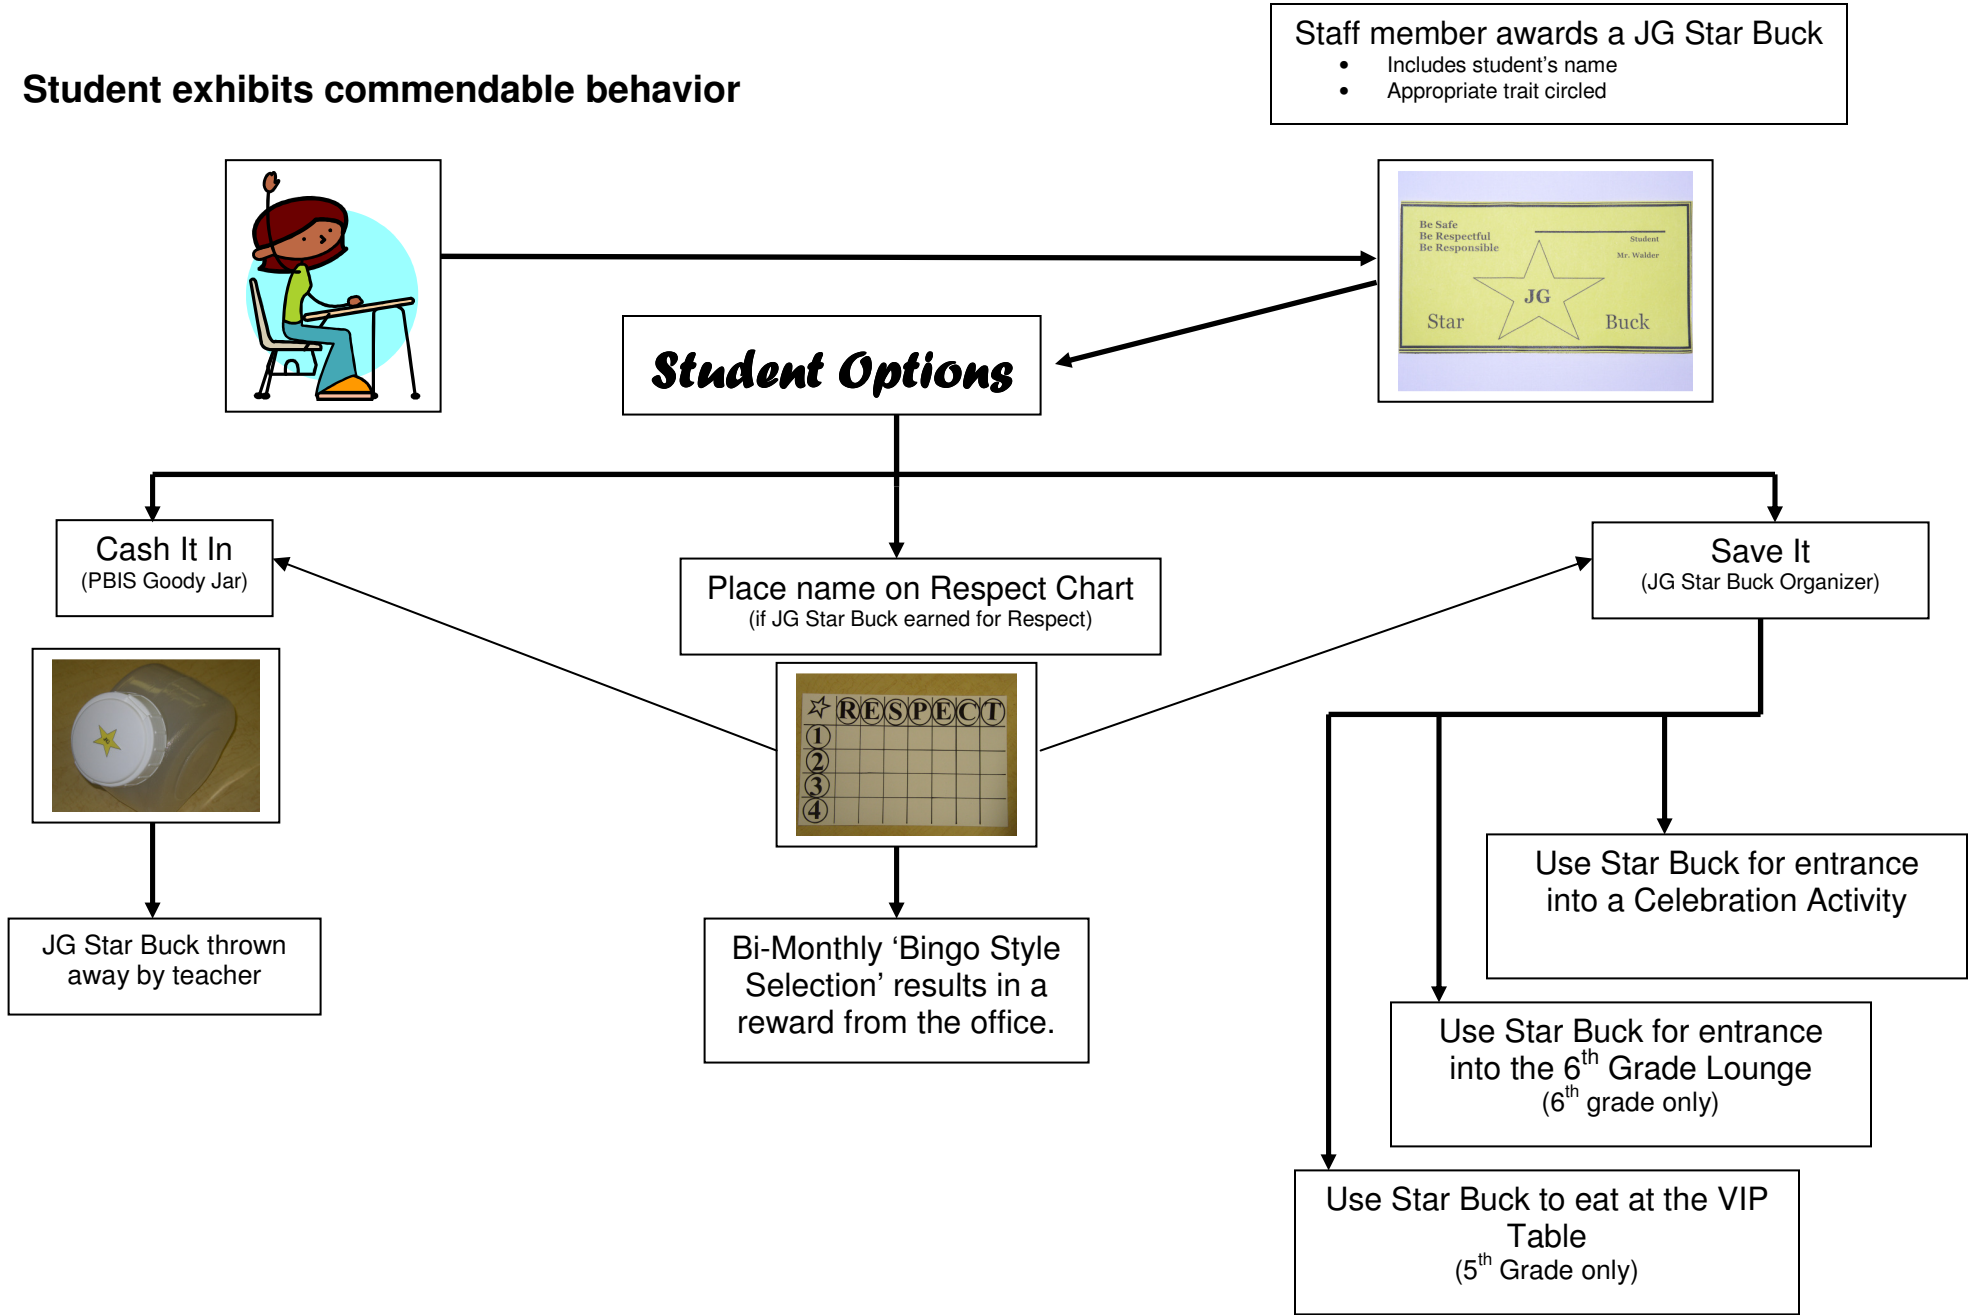 Staff member awards a JG Star Buck
• Includes student’s name
• Appropriate trait circled
Student exhibits commendable behavior
Be Safe
Be Respectful
Be Responsible
Student
Mr. Walder
JG
Star
Buck
Student Options
Cash It In
(PBIS Goody Jar)
Place name on Respect Chart
(if JG Star Buck earned for Respect)
Save It
(JG Star Buck Organizer)
RESPECT
1
2
3
4
Use Star Buck for entrance
into a Celebration Activity
JG Star Buck thrown
away by teacher
Bi-Monthly ‘Bingo Style
Selection’ results in a
reward from the office.
Use Star Buck for entrance
into the 6th Grade Lounge
(6th grade only)
Use Star Buck to eat at the VIP
Table
(5th Grade only)